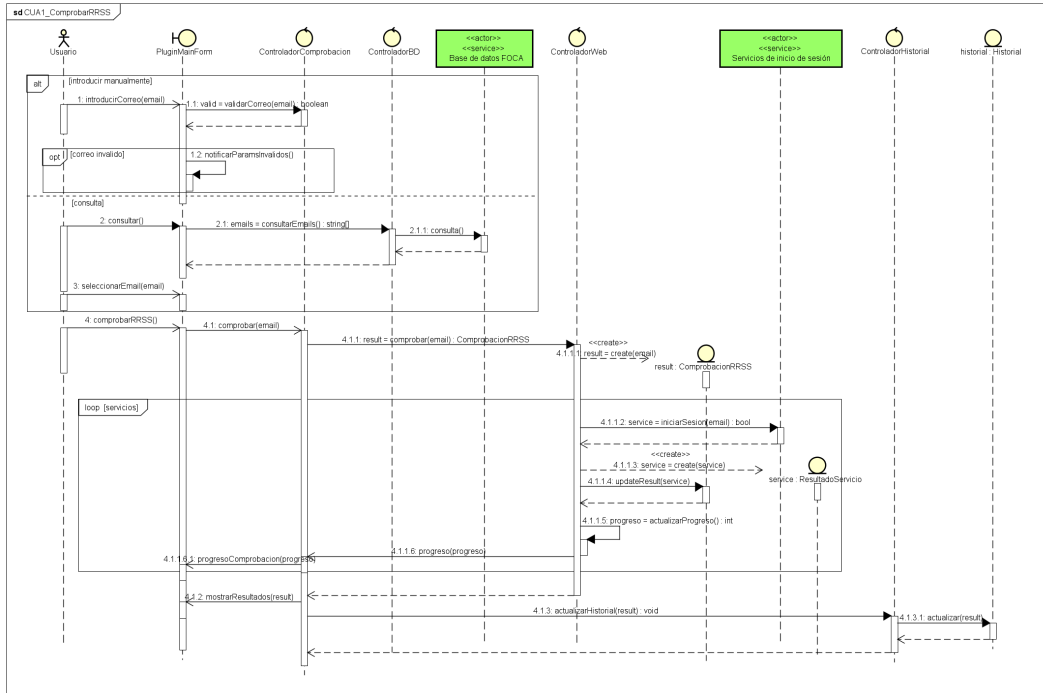 sd CUA1_ComprobarRRSS
Usuario
PluginMainForm
ControladorComprobacion
ControladorBD
<<actor>>
<<service>>
Base de datos FOCA
ControladorWeb
<<actor>>
<<service>>
Servicios de inicio de sesión
ControladorHistorial
historial : Historial
alt
[introducir manualmente]
1: introducirCorreo(email)
1.1: valid = validarCorreo(email) : boolean
opt
[correo invalido]
1.2: notificarParamsInvalidos()
[consulta]
2: consultar()
2.1: emails = consultarEmails() : string[]
2.1.1: consulta()
3: seleccionarEmail(email)
4: comprobarRRSS()
4.1: comprobar(email)
4.1.1: result = comprobar(email) : ComprobacionRRSS
<<create>>
4.1.1.1: result = create(email)
result : ComprobacionRRSS
loop [servicios]
4.1.1.2: service = iniciarSesion(email) : bool
<<create>>
4.1.1.3: service = create(service)
service : ResultadoServicio
4.1.1.4: updateResult(service)
4.1.1.5: progreso = actualizarProgreso() : int
4.1.1.6: progreso(progreso)
4.1.1.6.1: progresoComprobacion(progreso)
4.1.2: mostrarResultados(result)
4.1.3: actualizarHistorial(result) : void
4.1.3.1: actualizar(result)